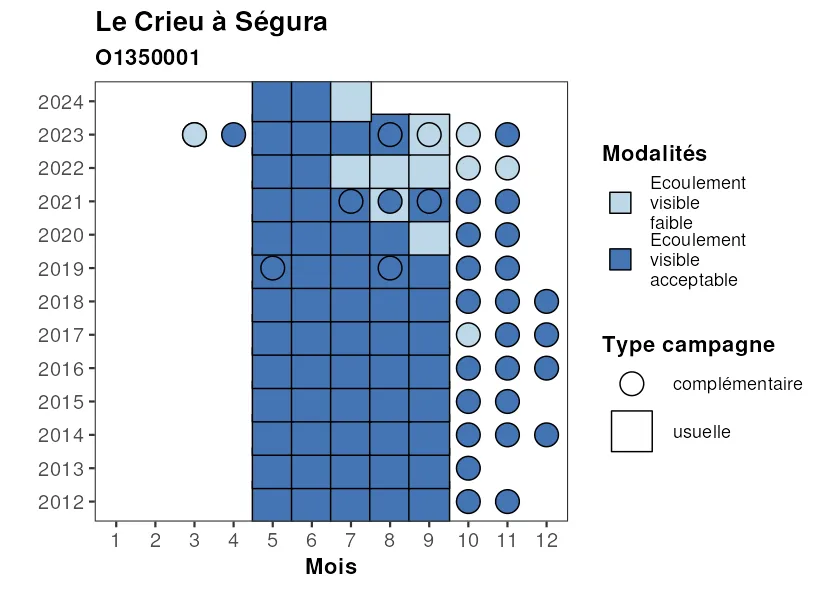 Le Crieu à Ségura
O1350001
2024
2023
2022
2021
2020
2019
2018
2017
2016
2015
2014
2013
2012
1 2 3 4 5 6 7 8 9 10 11 12
Mois
Modalités
Ecoulement
visible
faible
Ecoulement
visible
acceptable
Type campagne
complémentaire
usuelle